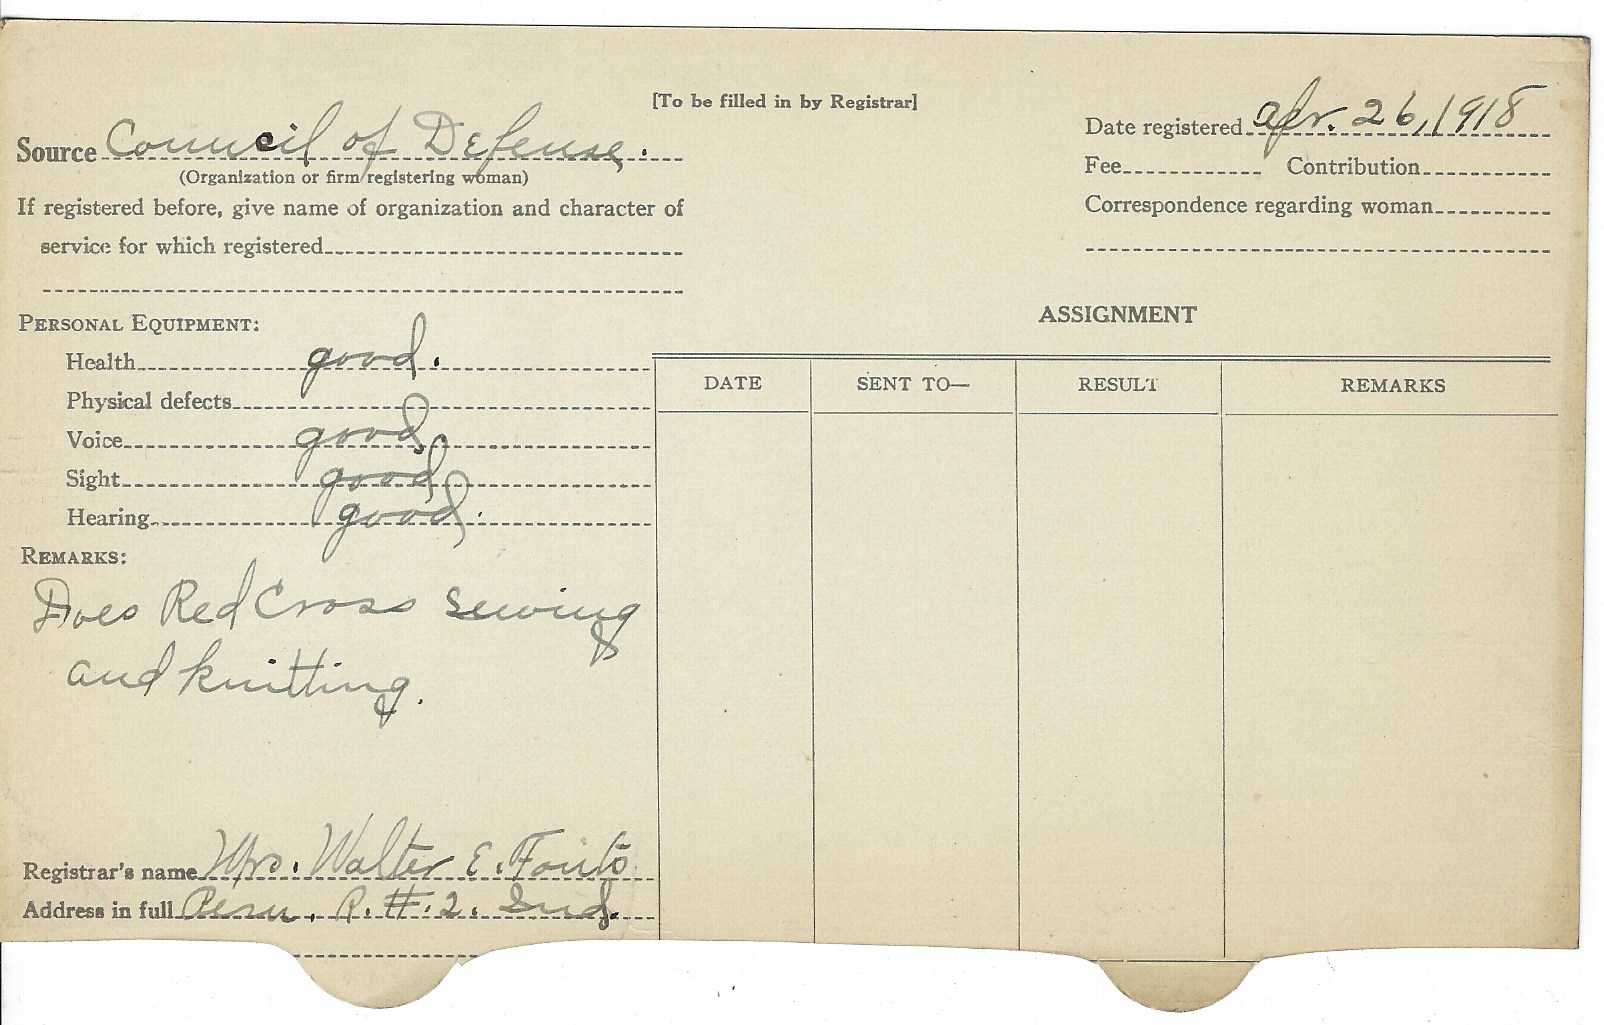 [To be filled in by Registrar]
Source Council of Defense.
(Organization or firm registering woman)
If registered before, give name of organization and character of
service for which registered
Personal Equipment:
Health good.
Physical defects
Voice good
Sight good
Hearing good.
Remarks:
Does Red Cross sewing
and knitting.
Registrar's name Mrs. Walter E. Fouts
Address in full Peru, R.#.2. Ind.
Date registered Apr. 26, 1918
Fee Contribution
Correspondence regarding woman
ASSIGNMENT
DATE SENT TO— RESULT REMARKS